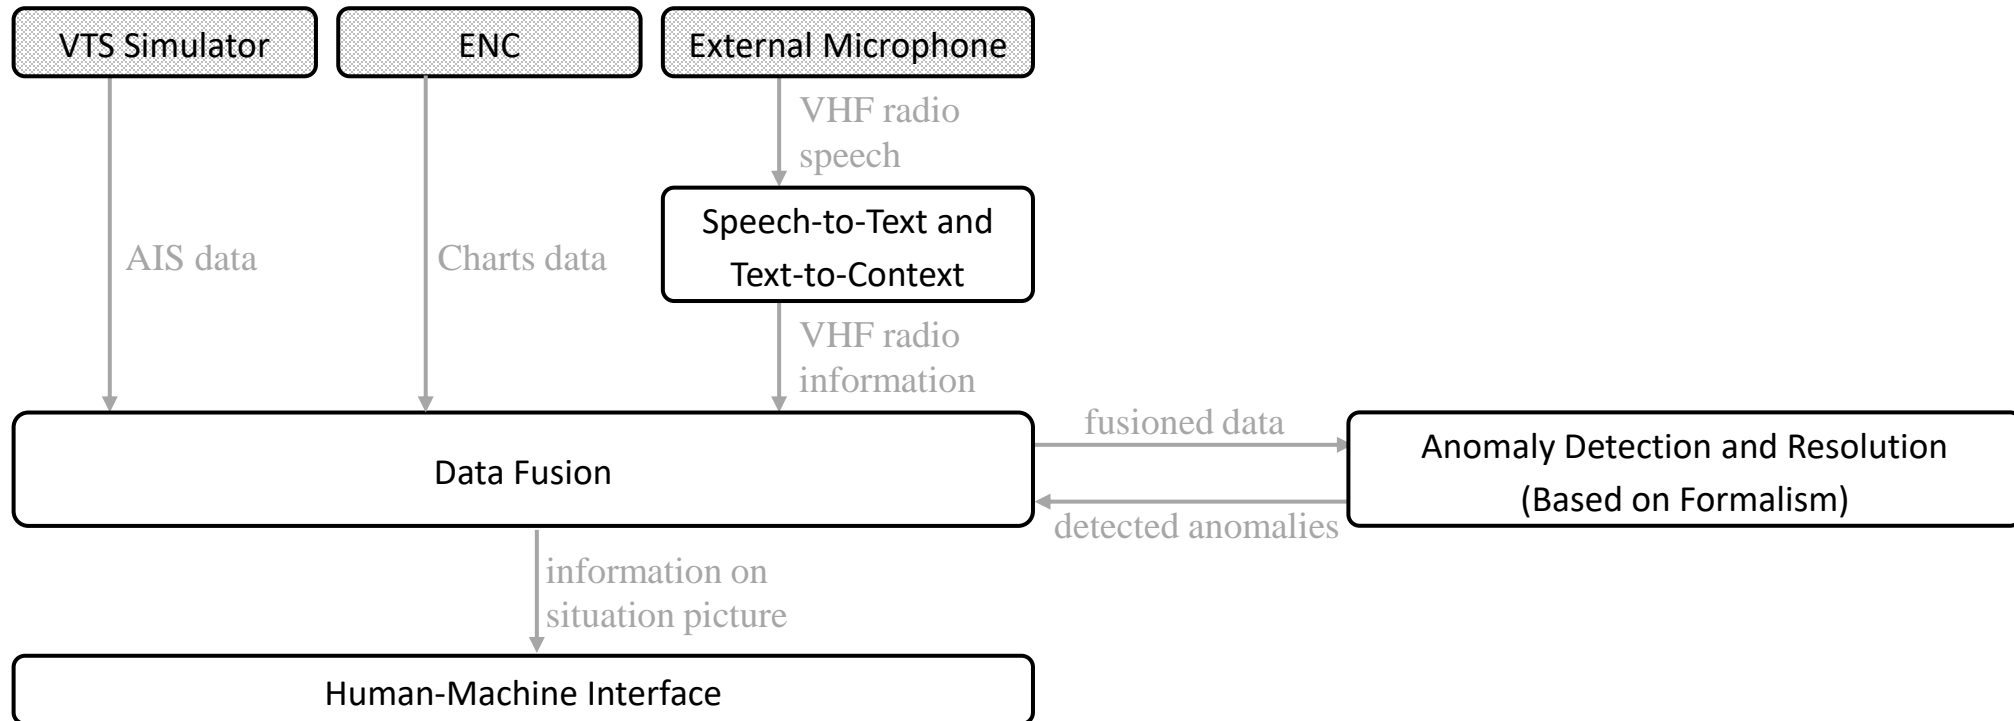 VTS Simulator
ENC
External Microphone
VHF radio
speech
Speech-to-Text and
Text-to-Context
AIS data
Charts data
VHF radio
information
Data Fusion
fusioned data
Anomaly Detection and Resolution
(Based on Formalism)
detected anomalies
information on
situation picture
Human-Machine Interface